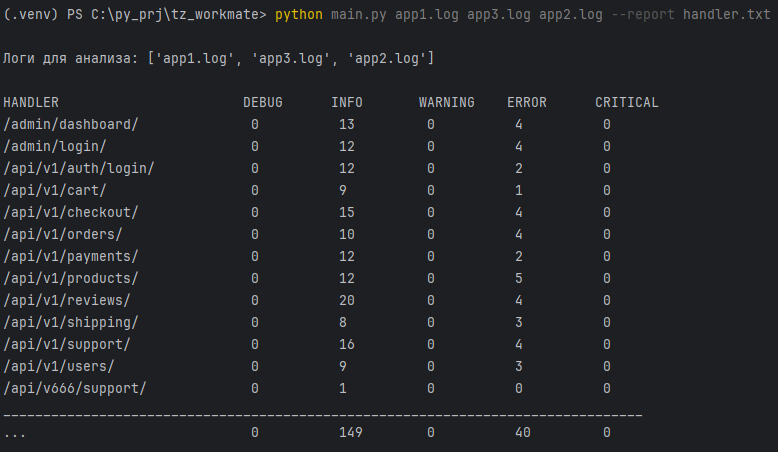 (.venv) PS C:\py_prj\tz_workmate> python main.py app1.log app3.log app2.log --report handler.txt
Логи для анализа: ['app1.log', 'app3.log', 'app2.log']
HANDLER DEBUG INFO WARNING ERROR CRITICAL
/admin/dashboard/ 0 13 0 4 0
/admin/login/ 0 12 0 4 0
/api/v1/auth/login/ 0 12 0 2 0
/api/v1/cart/ 0 9 0 1 0
/api/v1/checkout/ 0 15 0 4 0
/api/v1/orders/ 0 10 0 4 0
/api/v1/payments/ 0 12 0 2 0
/api/v1/products/ 0 12 0 5 0
/api/v1/reviews/ 0 20 0 4 0
/api/v1/shipping/ 0 8 0 3 0
/api/v1/support/ 0 16 0 4 0
/api/v1/users/ 0 9 0 3 0
/api/v666/support/ 0 1 0 0 0
________________________________________________________________________________
... 0 149 0 40 0